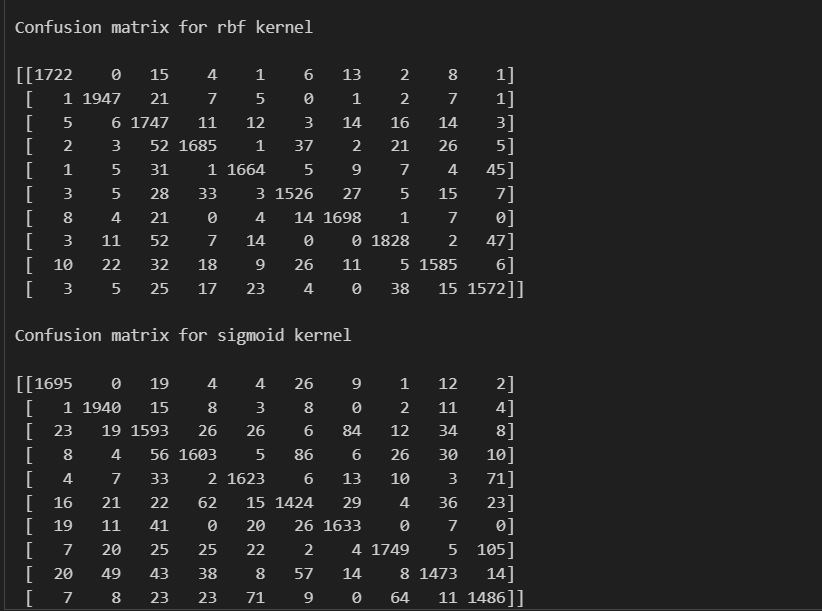 Confusion matrix for rbf kernel
[[1722    0   15    4    1    6   13    2    8    1]
 [   1 1947   21    7    5    0    1    2    7    1]
 [   5    6 1747   11   12    3   14   16   14    3]
 [   2    3   52 1685    1   37    2   21   26    5]
 [   1    5   31    1 1664    5    9    7    4   45]
 [   3    5   28   33    3 1526   27    5   15    7]
 [   8    4   21    0    4   14 1698    1    7    0]
 [   3   11   52    7   14    0    0 1828    2   47]
 [  10   22   32   18    9   26   11    5 1585    6]
 [   3    5   25   17   23    4    0   38   15 1572]]
Confusion matrix for sigmoid kernel
[[1695    0   19    4    4   26    9    1   12    2]
 [   1 1940   15    8    3    8    0    2   11    4]
 [  23   19 1593   26   26    6   84   12   34    8]
 [   8    4   56 1603    5   86    6   26   30   10]
 [   4    7   33    2 1623    6   13   10    3   71]
 [  16   21   22   62   15 1424   29    4   36   23]
 [  19   11   41    0   20   26 1633    0    7    0]
 [   7   20   25   25   22    2    4 1749    5  105]
 [  20   49   43   38    8   57   14    8 1473   14]
 [   7    8   23   23   71    9    0   64   11 1486]]